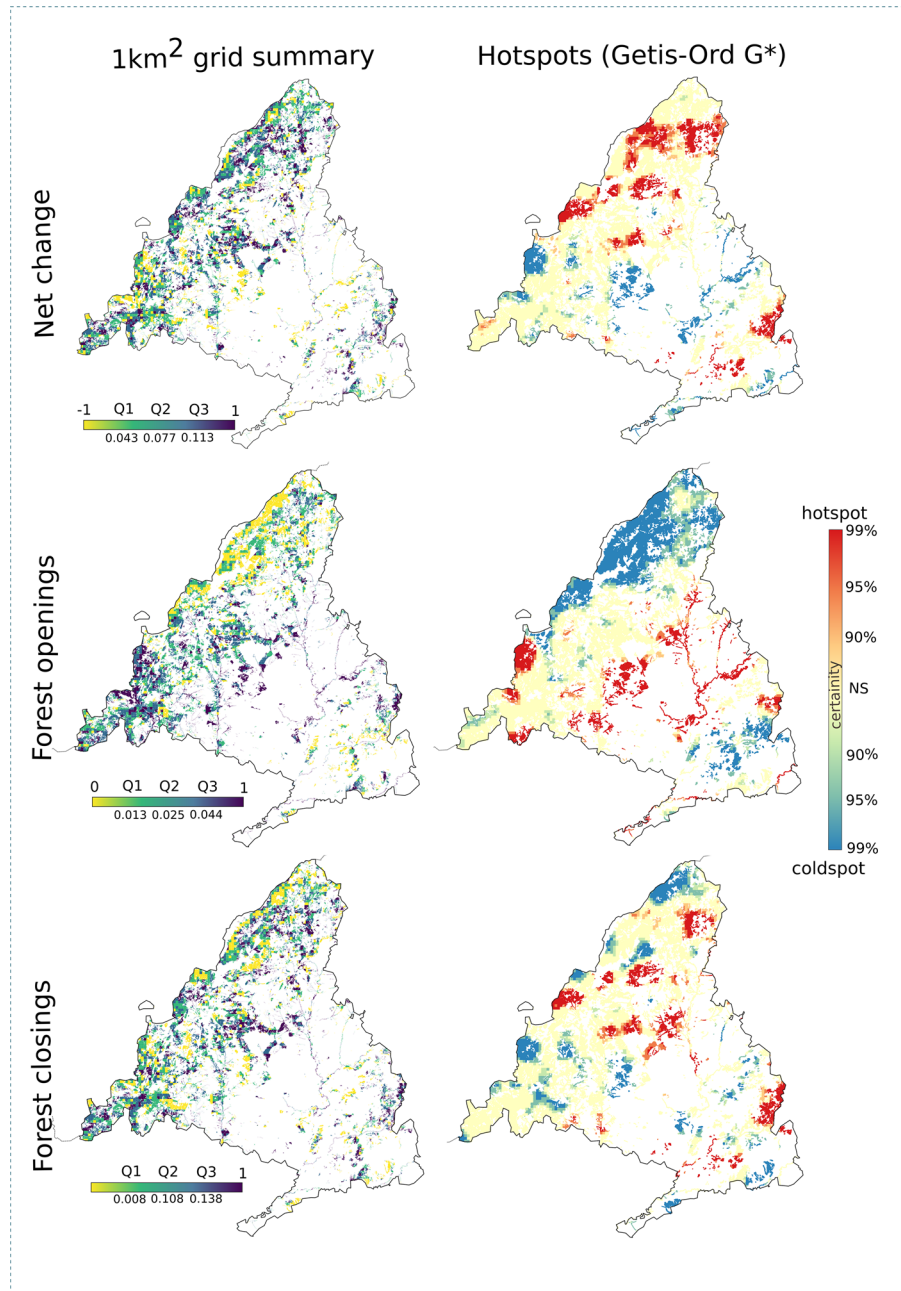 1km2 grid summary
Hotspots (Getis-Ord G*)
Net change
-1 Q1 Q2 Q3 1
0.043 0.077 0.113
Forest openings
0 Q1 Q2 Q3 1
0.013 0.025 0.044
hotspot
99%
95%
90%
NS
certainity
90%
95%
99%
coldspot
Forest closings
Q1 Q2 Q3 1
0.008 0.108 0.138